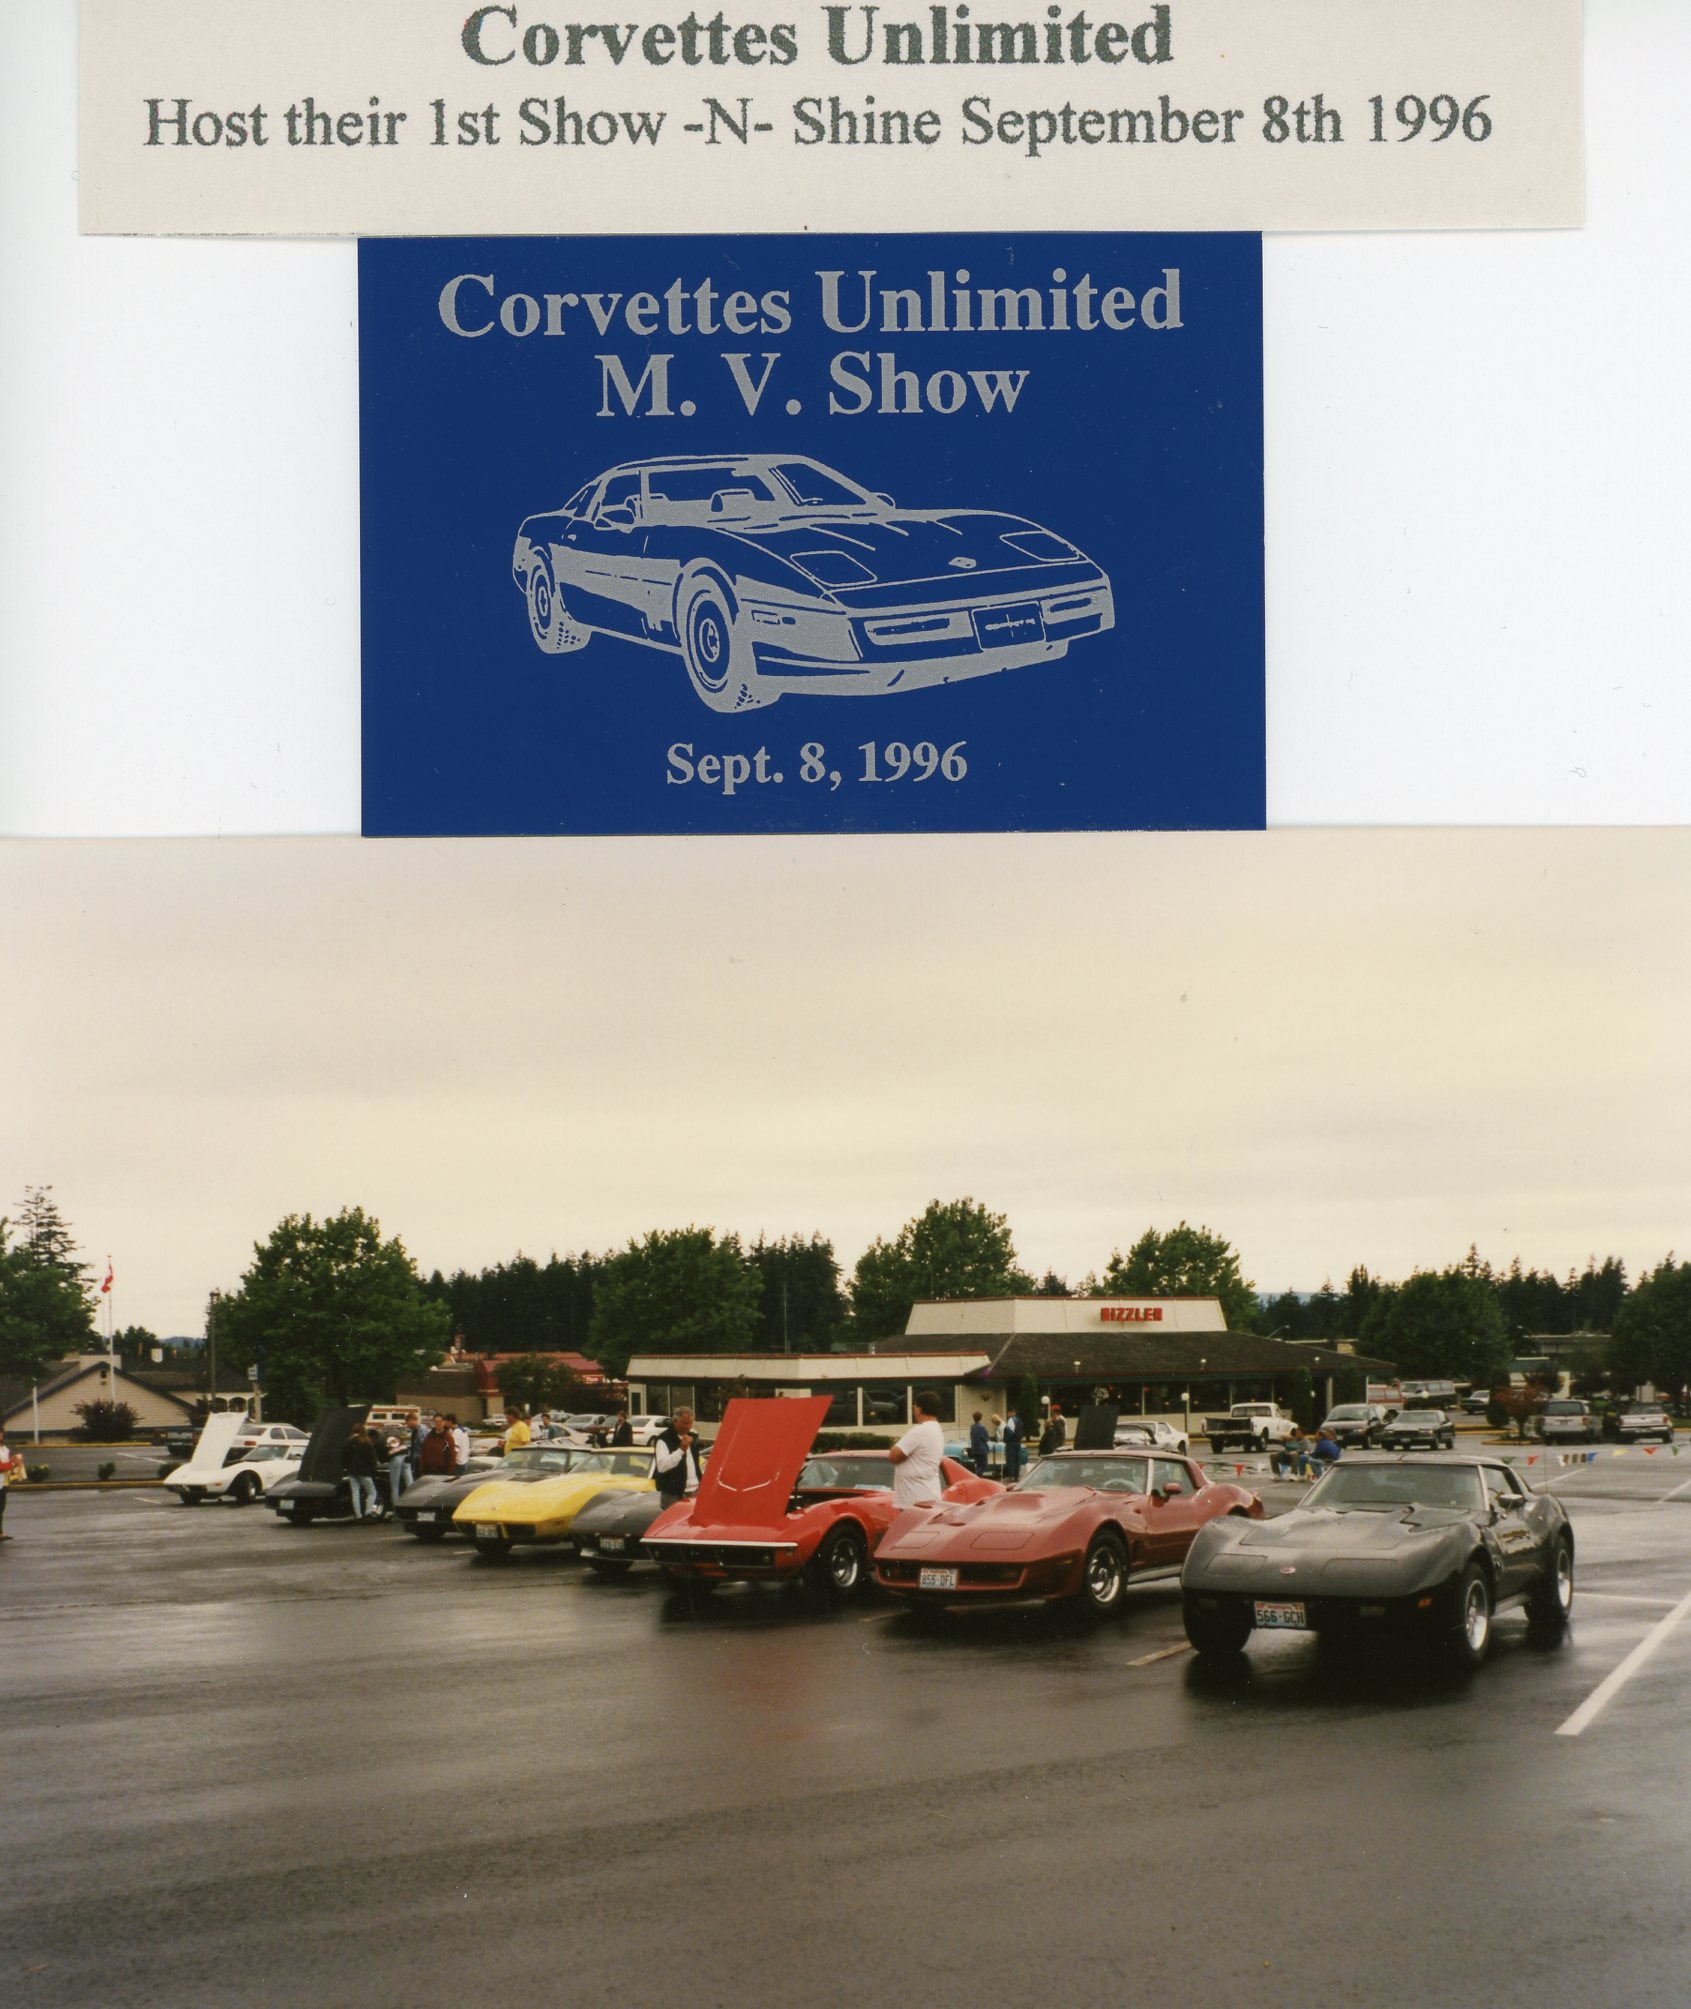 Corvettes Unlimited
Host their 1st Show -N- Shine September 8th 1996
Corvettes Unlimited
M. V. Show
Sept. 8, 1996
SIZZLER
855·DFL
566·GCH